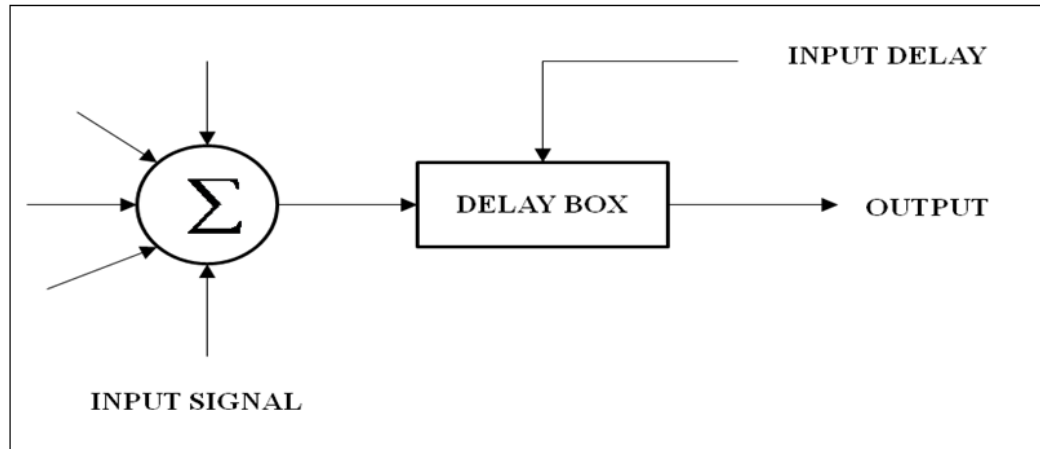 INPUT DELAY
Σ
DELAY BOX
OUTPUT
INPUT SIGNAL